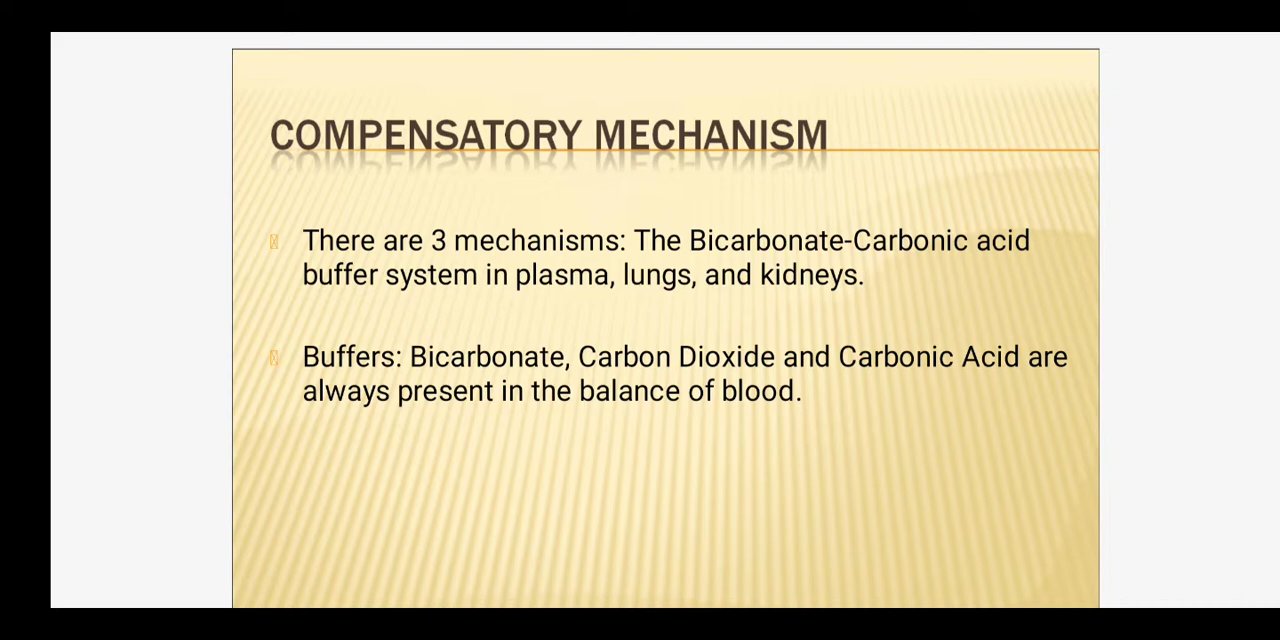 COMPENSATORY MECHANISM
There are 3 mechanisms: The Bicarbonate-Carbonic acid
buffer system in plasma, lungs, and kidneys.
Buffers: Bicarbonate, Carbon Dioxide and Carbonic Acid are
always present in the balance of blood.